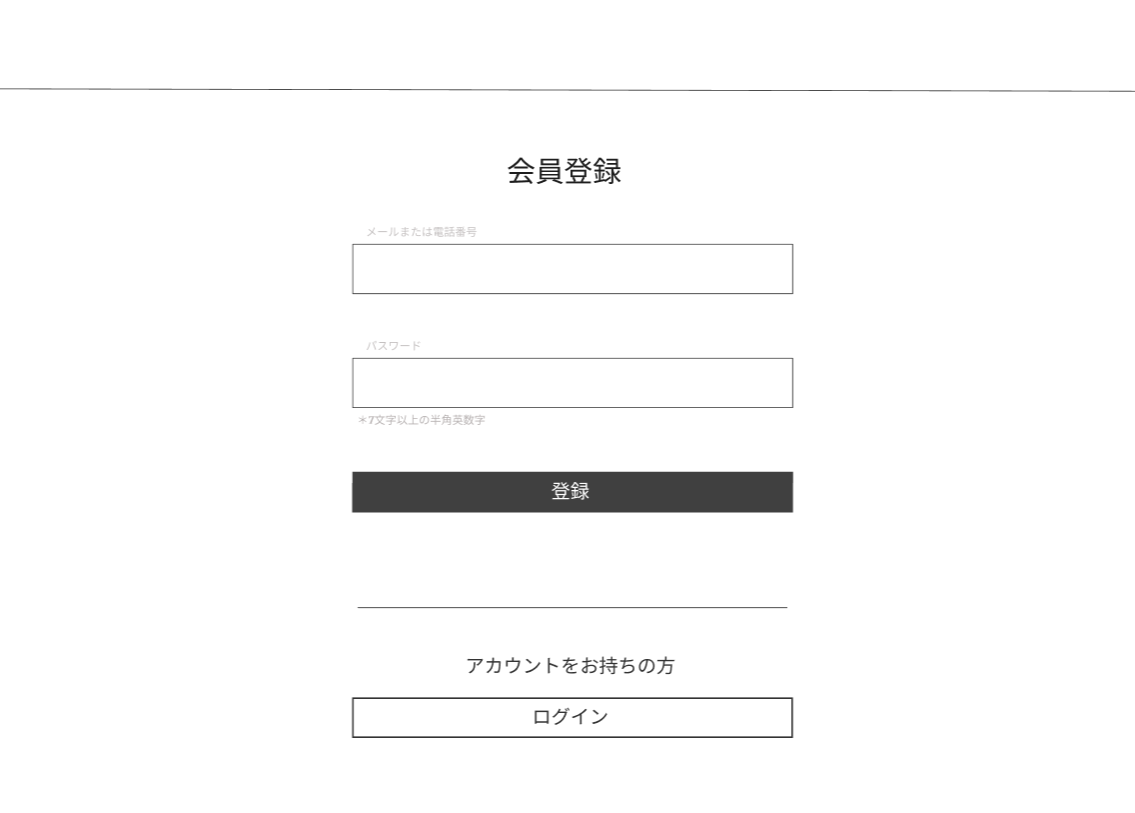 会員登録
メールまたは電話番号
パスワード
＊7文字以上の半角英数字
登録
アカウントをお持ちの方
ログイン